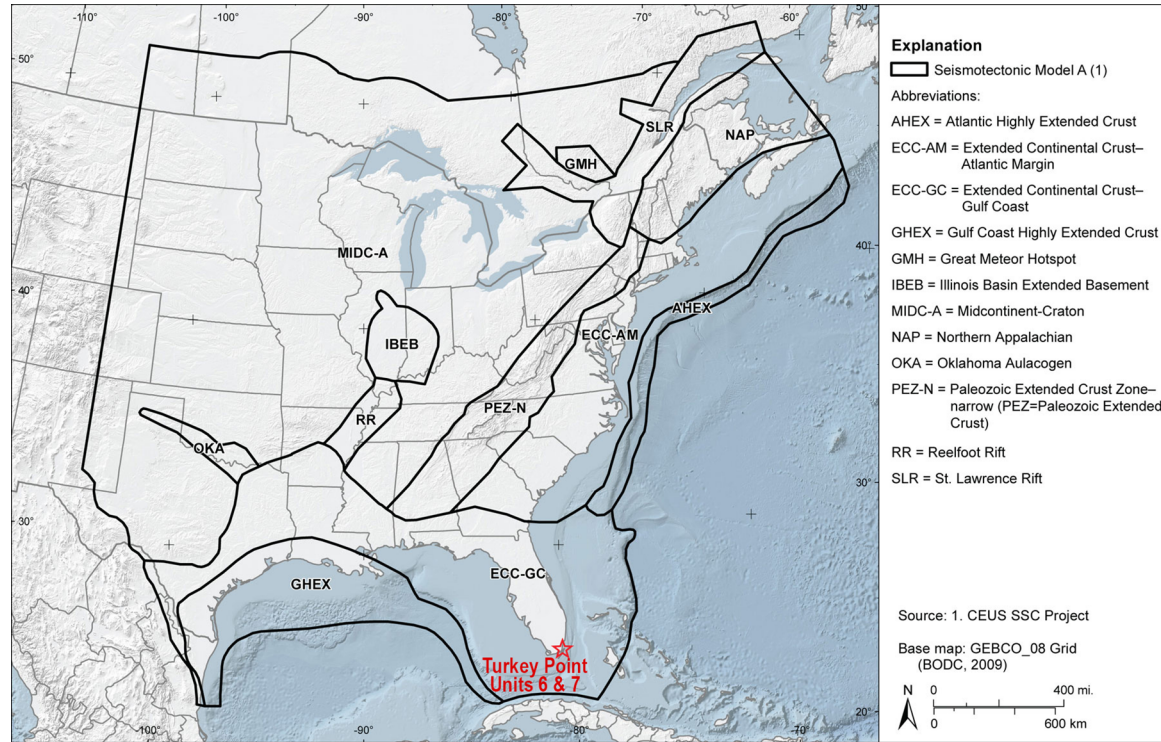 -110°
-100°
-90°
-80°
-70°
-60°
50°
50°
SLR
NAP
GMH
MIDC-A
40°
40°
AHEX
ECC-AM
IBEB
PEZ-N
RR
OKA
30°
30°
ECC-GC
GHEX
Turkey Point
Units 6 & 7
20°
-100°
-90°
-80°
-70°
Explanation
Seismotectonic Model A (1)
Abbreviations:
AHEX = Atlantic Highly Extended Crust
ECC-AM = Extended Continental Crust–
Atlantic Margin
ECC-GC = Extended Continental Crust–
Gulf Coast
GHEX = Gulf Coast Highly Extended Crust
GMH = Great Meteor Hotspot
IBEB = Illinois Basin Extended Basement
MIDC-A = Midcontinent-Craton
NAP = Northern Appalachian
OKA = Oklahoma Aulacogen
PEZ-N = Paleozoic Extended Crust Zone–
narrow (PEZ=Paleozoic Extended
Crust)
RR = Reelfoot Rift
SLR = St. Lawrence Rift
Source: 1. CEUS SSC Project
Base map: GEBCO_08 Grid
(BODC, 2009)
N
0 400 mi.
0 600 km